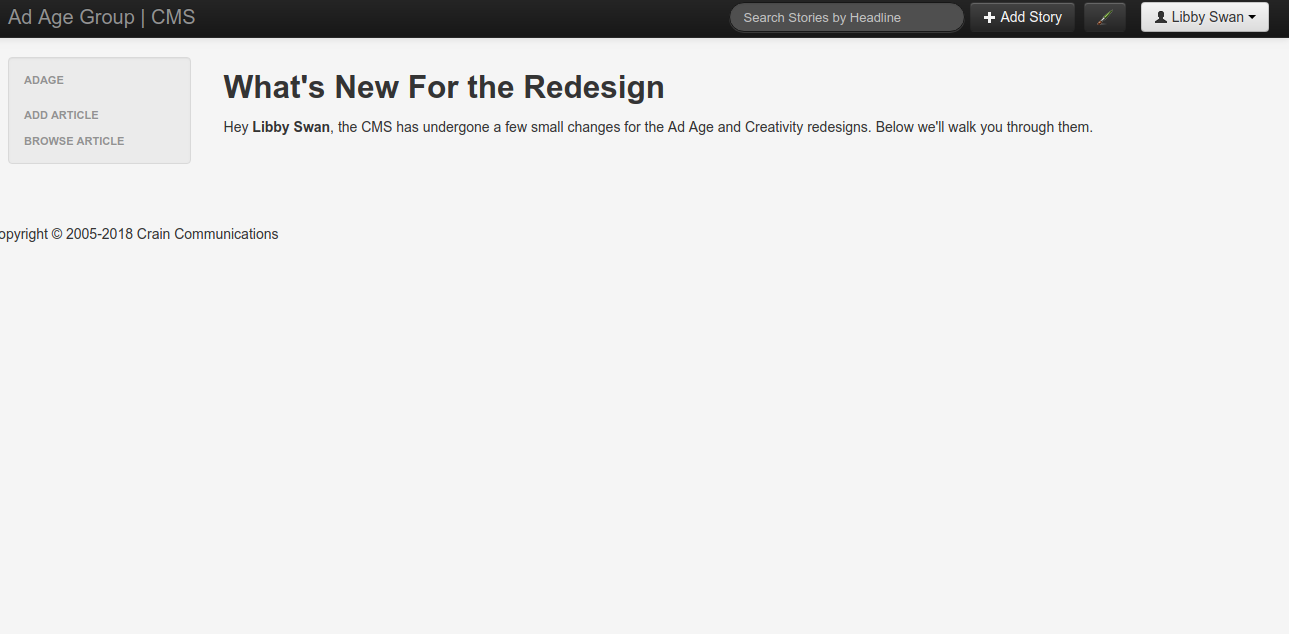 Ad Age Group | CMS
Search Stories by Headline
Add Story
Libby Swan
ADAGE
ADD ARTICLE
BROWSE ARTICLE
What's New For the Redesign
Hey Libby Swan, the CMS has undergone a few small changes for the Ad Age and Creativity redesigns. Below we'll walk you through them.
opyright © 2005-2018 Crain Communications